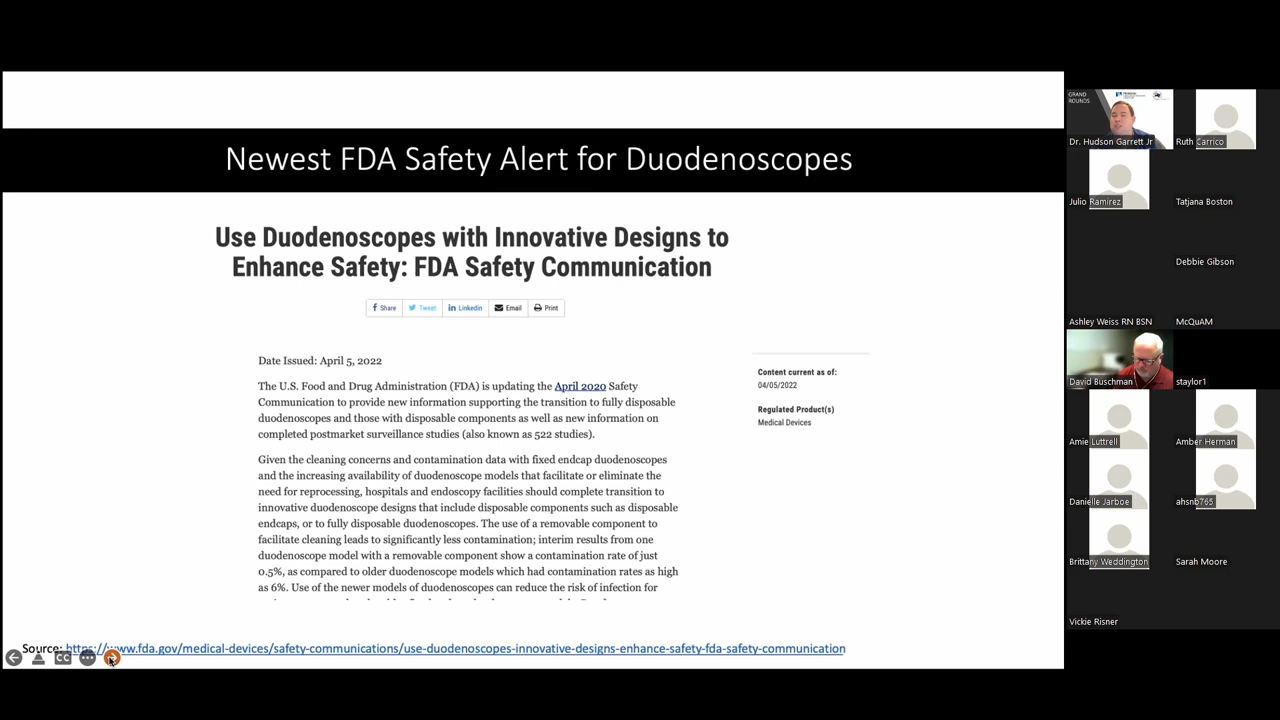 Newest FDA Safety Alert for Duodenoscopes
Use Duodenoscopes with Innovative Designs to
Enhance Safety: FDA Safety Communication
Share Tweet Linkedin Email Print
Date Issued: April 5, 2022
The U.S. Food and Drug Administration (FDA) is updating the April 2020 Safety
Communication to provide new information supporting the transition to fully disposable
duodenoscopes and those with disposable components as well as new information on
completed postmarket surveillance studies (also known as 522 studies).
Given the cleaning concerns and contamination data with fixed endcap duodenoscopes
and the increasing availability of duodenoscope models that facilitate or eliminate the
need for reprocessing, hospitals and endoscopy facilities should complete transition to
innovative duodenoscope designs that include disposable components such as disposable
endcaps, or to fully disposable duodenoscopes. The use of a removable component to
facilitate cleaning leads to significantly less contamination; interim results from one
duodenoscope model with a removable component show a contamination rate of just
0.5%, as compared to older duodenoscope models which had contamination rates as high
as 6%. Use of the newer models of duodenoscopes can reduce the risk of infection for
Content current as of:
04/05/2022
Regulated Product(s)
Medical Devices
Source: https://www.fda.gov/medical-devices/safety-communications/use-duodenoscopes-innovative-designs-enhance-safety-fda-safety-communication
CC
GRAND
ROUNDS
Dr. Hudson Garrett Jr
Ruth Carrico
Julio Ramirez
Tatjana Boston
Debbie Gibson
Ashley Weiss RN BSN
McQuAM
David Buschman
staylor1
Amie Luttrell
Amber Herman
Danielle Jarboe
ahsnb765
Brittany Weddington
Sarah Moore
Vickie Risner